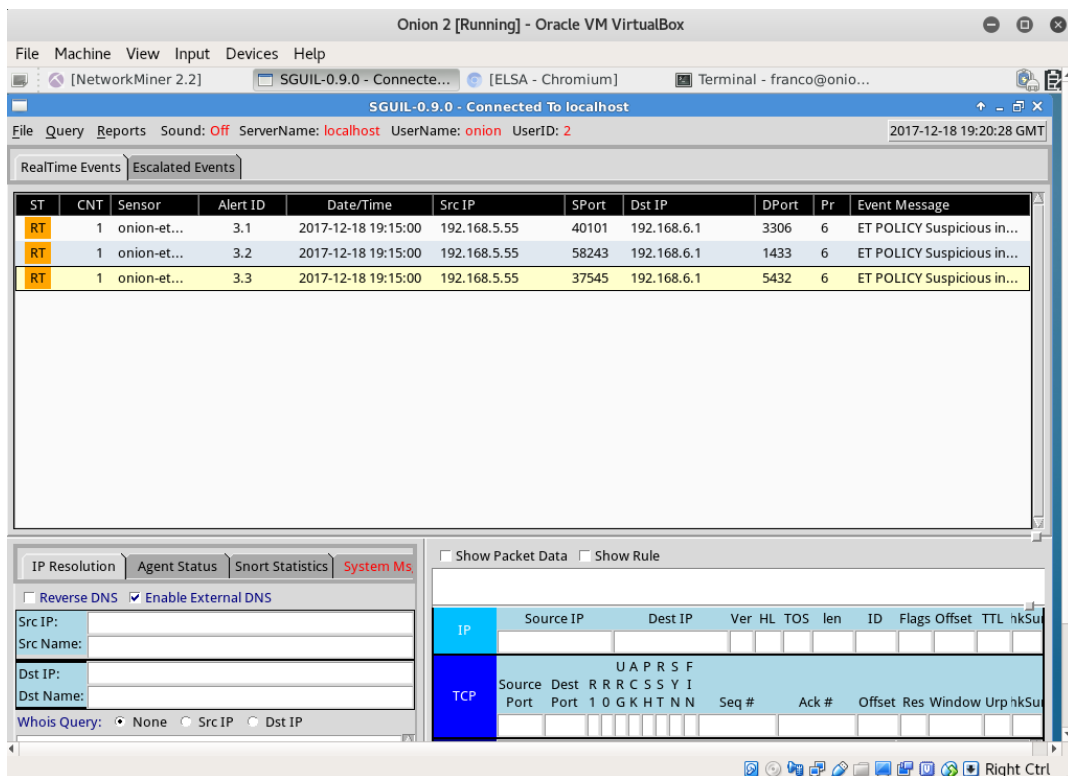 Onion 2 [Running] - Oracle VM VirtualBox
File Machine View Input Devices Help
[NetworkMiner 2.2] SGUIL-0.9.0 - Connecte... [ELSA - Chromium] Terminal - franco@onio...
SGUIL-0.9.0 - Connected To localhost
File Query Reports Sound: Off ServerName: localhost UserName: onion UserID: 2 2017-12-18 19:20:28 GMT
RealTime Events Escalated Events
ST CNT Sensor Alert ID Date/Time Src IP SPort Dst IP DPort Pr Event Message
RT 1 onion-et... 3.1 2017-12-18 19:15:00 192.168.5.55 40101 192.168.6.1 3306 6 ET POLICY Suspicious in...
RT 1 onion-et... 3.2 2017-12-18 19:15:00 192.168.5.55 58243 192.168.6.1 1433 6 ET POLICY Suspicious in...
RT 1 onion-et... 3.3 2017-12-18 19:15:00 192.168.5.55 37545 192.168.6.1 5432 6 ET POLICY Suspicious in...
IP Resolution Agent Status Snort Statistics System Ms
Show Packet Data Show Rule
Reverse DNS Enable External DNS
Src IP:
Src Name:
Dst IP:
Dst Name:
Whois Query: None Src IP Dst IP
IP Source IP Dest IP Ver HL TOS len ID Flags Offset TTL hkSu
U A P R S F
Source Dest R R R C S S Y I
TCP Port Port 1 0 G K H T N N Seq # Ack # Offset Res Window Urp hkSu
Right Ctrl